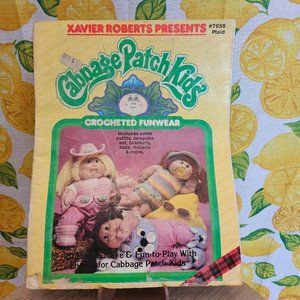 XAVIER ROBERTS PRESENTS
#7858
Plaid
Cabbage Patch Kids
CROCHETED FUNWEAR
Includes swim
outfits, cowpoke
set, blankets,
hats, mittens
& more.
& Fun-to-Play With
for Cabbage Patch Kids